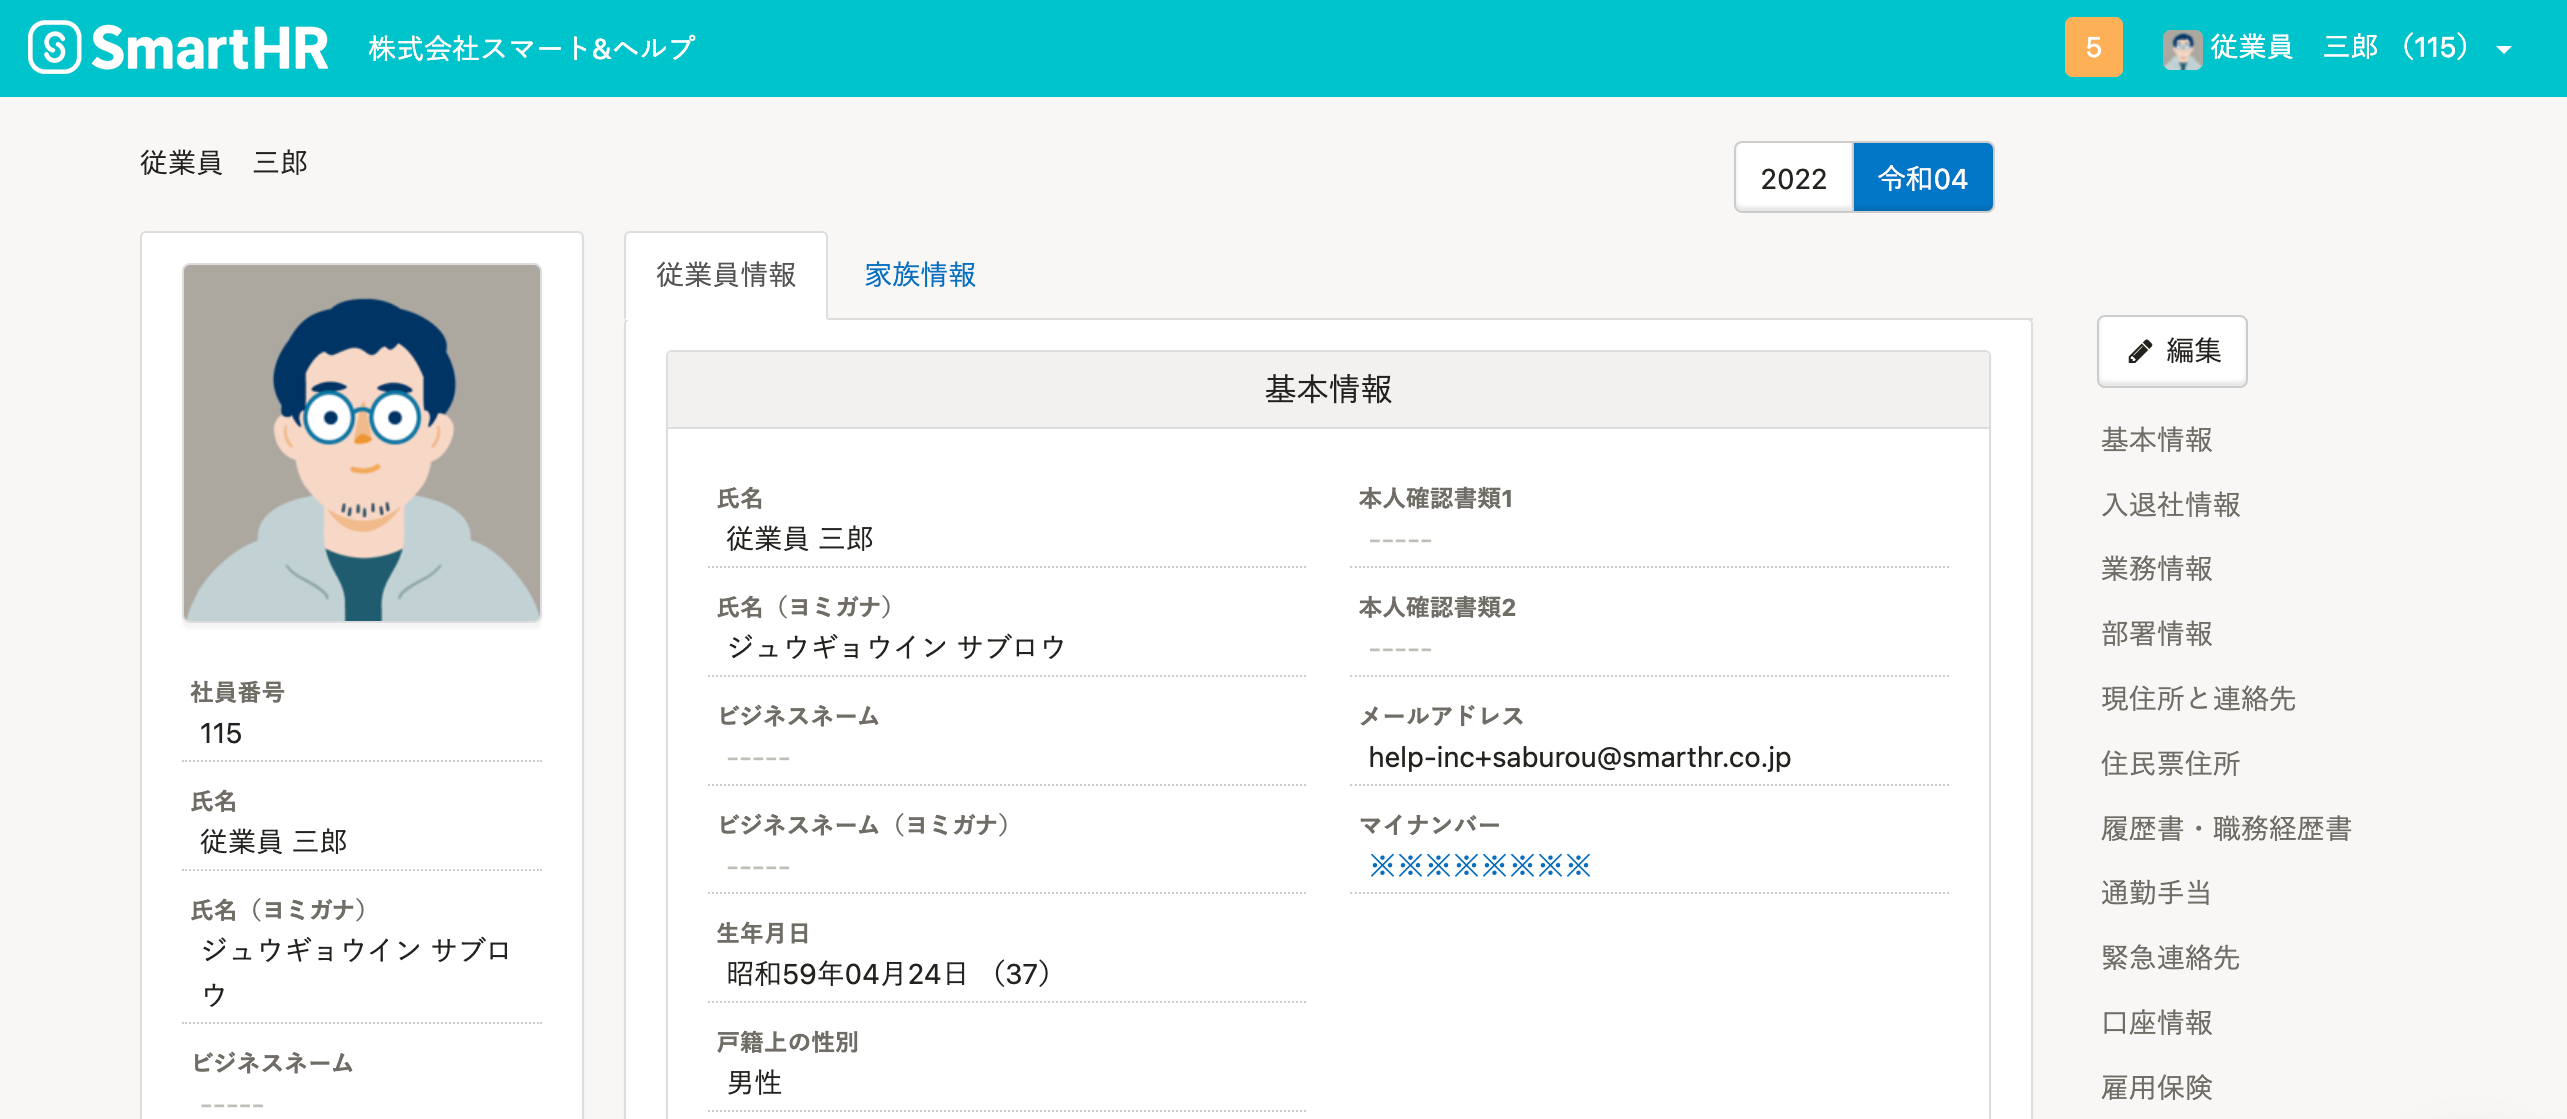 SmartHR 株式会社スマート&ヘルプ 5 従業員　三郎 （115）
従業員　三郎
2022 令和04
社員番号
115
氏名
従業員 三郎
氏名（ヨミガナ）
ジュウギョウイン サブロ
ウ
ビジネスネーム
-----
従業員情報 家族情報
基本情報
氏名
従業員 三郎
氏名（ヨミガナ）
ジュウギョウイン サブロウ
ビジネスネーム
-----
ビジネスネーム（ヨミガナ）
-----
生年月日
昭和59年04月24日 （37）
戸籍上の性別
男性
本人確認書類1
-----
本人確認書類2
-----
メールアドレス
help-inc+saburou@smarthr.co.jp
マイナンバー
※※※※※※※※
編集
基本情報
入退社情報
業務情報
部署情報
現住所と連絡先
住民票住所
履歴書・職務経歴書
通勤手当
緊急連絡先
口座情報
雇用保険